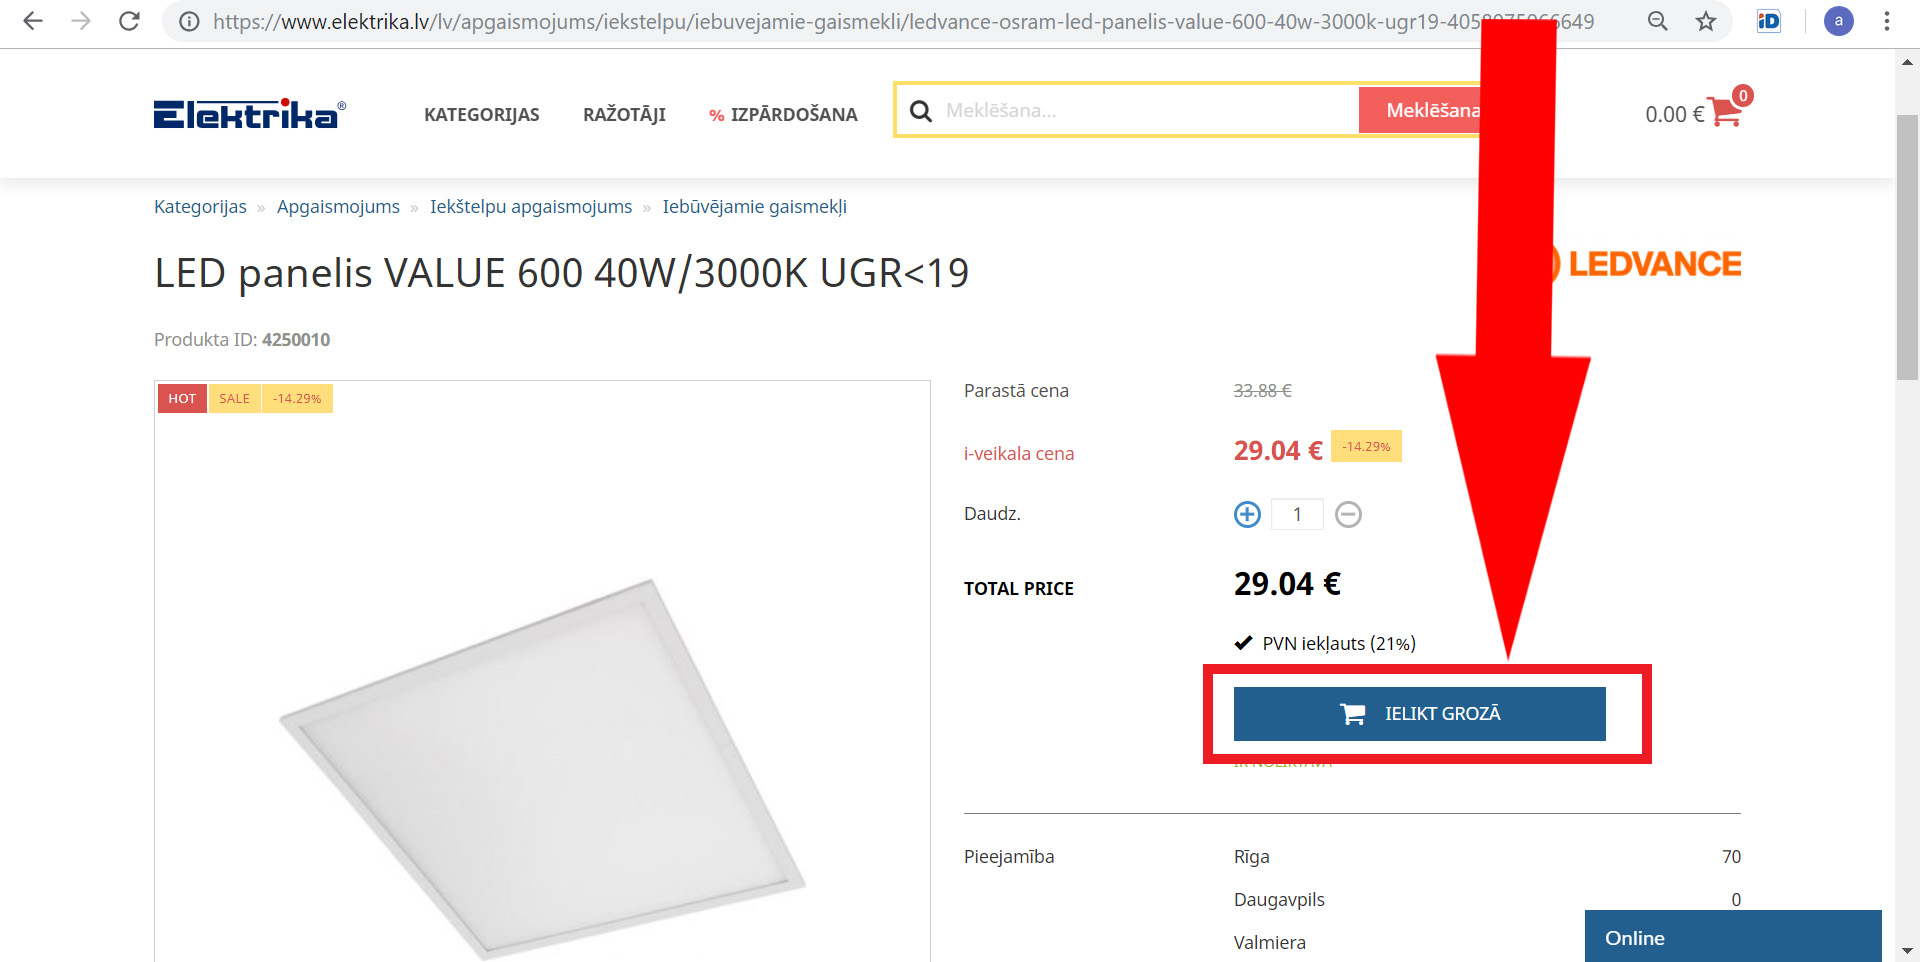 https://www.elektrika.lv/lv/apgaismojums/iekstelpu/iebuvejamie-gaismekli/ledvance-osram-led-panelis-value-600-40w-3000k-ugr19-4058075066649
iD
a
Elektrika®
KATEGORIJAS
RAŽOTĀJI
% IZPĀRDOŠANA
Meklēšana...
Meklēšana
0.00 €
0
Kategorijas » Apgaismojums » Iekštelpu apgaismojums » Iebūvējamie gaismekļi
LED panelis VALUE 600 40W/3000K UGR<19
LEDVANCE
Produkta ID: 4250010
HOT SALE -14.29%
Parastā cena 33.88 €
i-veikala cena 29.04 € -14.29%
Daudz. 1
TOTAL PRICE 29.04 €
PVN iekļauts (21%)
IELIKT GROZĀ
IR NOLIKTAVĀ
Pieejamība Rīga 70
Daugavpils 0
Valmiera
Online